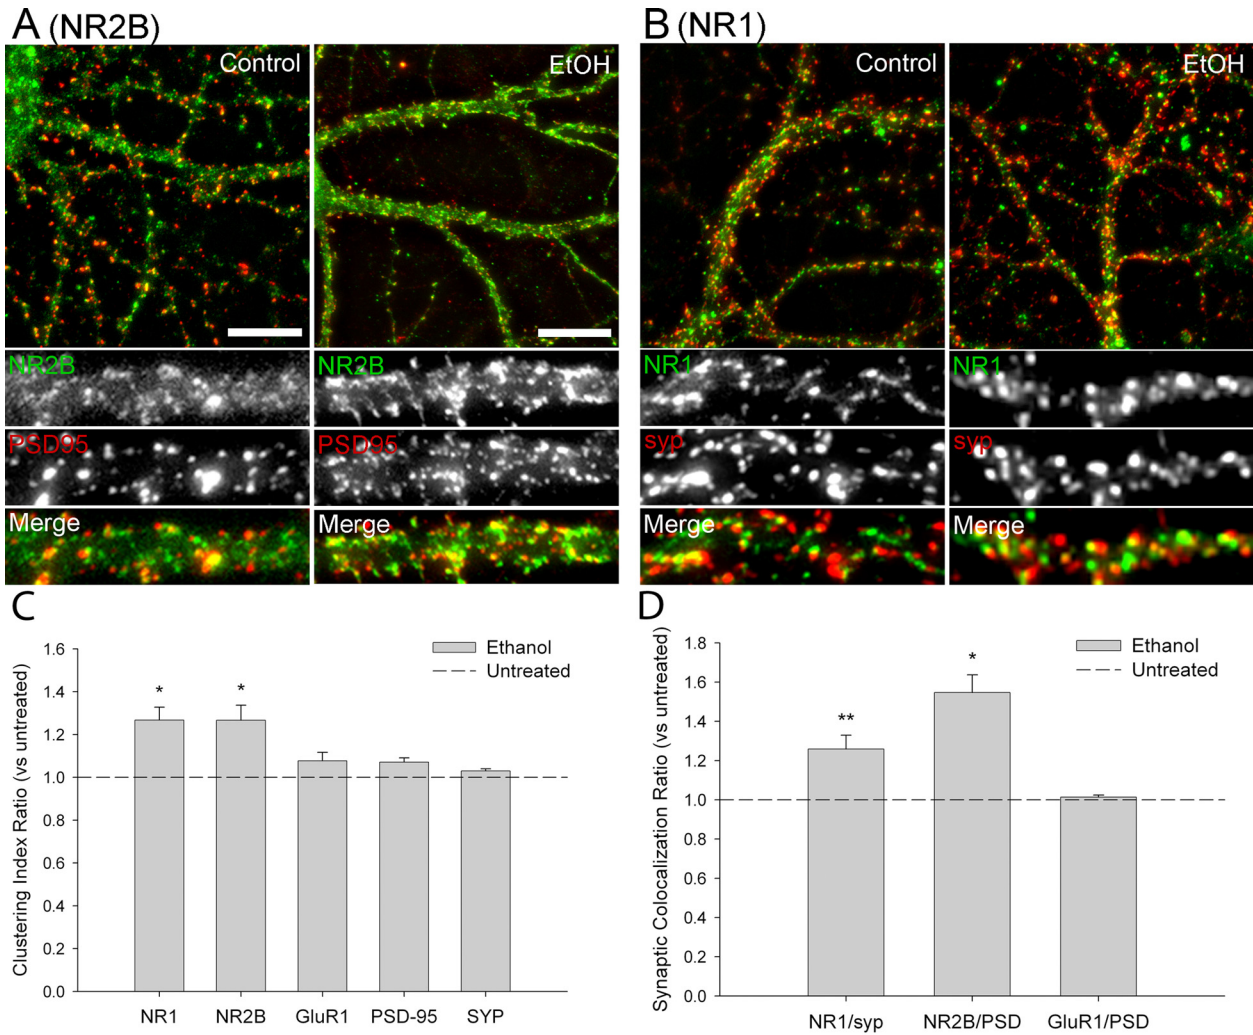 A (NR2B)
Control
EtOH
NR2B
NR2B
PSD95
PSD95
Merge
Merge
B (NR1)
Control
EtOH
NR1
NR1
syp
syp
Merge
Merge
C
Clustering Index Ratio (vs untreated)
1.6
1.4
1.2
1.0
0.8
0.6
0.4
0.2
0.0
Ethanol
Untreated
*
*
NR1
NR2B
GluR1
PSD-95
SYP
D
Synaptic Colocalization Ratio (vs untreated)
1.8
1.6
1.4
1.2
1.0
0.8
0.6
0.4
0.2
0.0
Ethanol
Untreated
**
*
NR1/syp
NR2B/PSD
GluR1/PSD